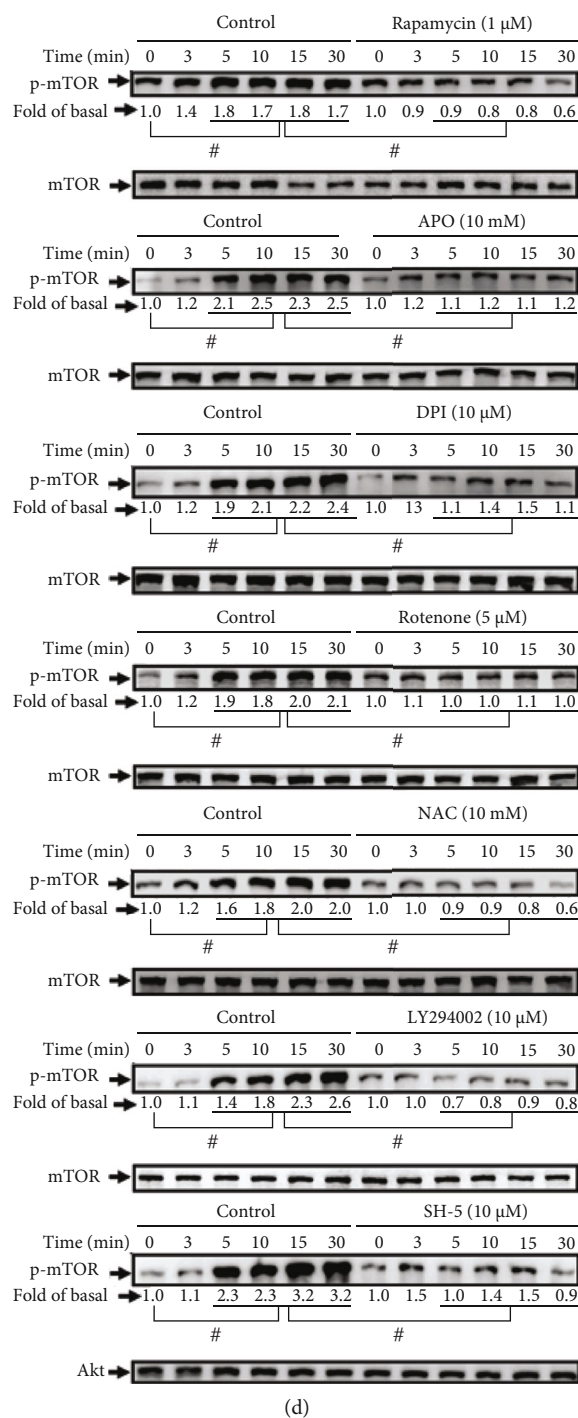 Control Rapamycin (1 μM)
Time (min) 0 3 5 10 15 30 0 3 5 10 15 30
p-mTOR
Fold of basal 1.0 1.4 1.8 1.7 1.8 1.7 1.0 0.9 0.9 0.8 0.8 0.6
# #
mTOR
Control APO (10 mM)
Time (min) 0 3 5 10 15 30 0 3 5 10 15 30
p-mTOR
Fold of basal 1.0 1.2 2.1 2.5 2.3 2.5 1.0 1.2 1.1 1.2 1.1 1.2
# #
mTOR
Control DPI (10 μM)
Time (min) 0 3 5 10 15 30 0 3 5 10 15 30
p-mTOR
Fold of basal 1.0 1.2 1.9 2.1 2.2 2.4 1.0 13 1.1 1.4 1.5 1.1
# #
mTOR
Control Rotenone (5 μM)
Time (min) 0 3 5 10 15 30 0 3 5 10 15 30
p-mTOR
Fold of basal 1.0 1.2 1.9 1.8 2.0 2.1 1.0 1.1 1.0 1.0 1.1 1.0
# #
mTOR
Control NAC (10 mM)
Time (min) 0 3 5 10 15 30 0 3 5 10 15 30
p-mTOR
Fold of basal 1.0 1.2 1.6 1.8 2.0 2.0 1.0 1.0 0.9 0.9 0.8 0.6
# #
mTOR
Control LY294002 (10 μM)
Time (min) 0 3 5 10 15 30 0 3 5 10 15 30
p-mTOR
Fold of basal 1.0 1.1 1.4 1.8 2.3 2.6 1.0 1.0 0.7 0.8 0.9 0.8
# #
mTOR
Control SH-5 (10 μM)
Time (min) 0 3 5 10 15 30 0 3 5 10 15 30
p-mTOR
Fold of basal 1.0 1.1 2.3 2.3 3.2 3.2 1.0 1.5 1.0 1.4 1.5 0.9
# #
Akt
(d)